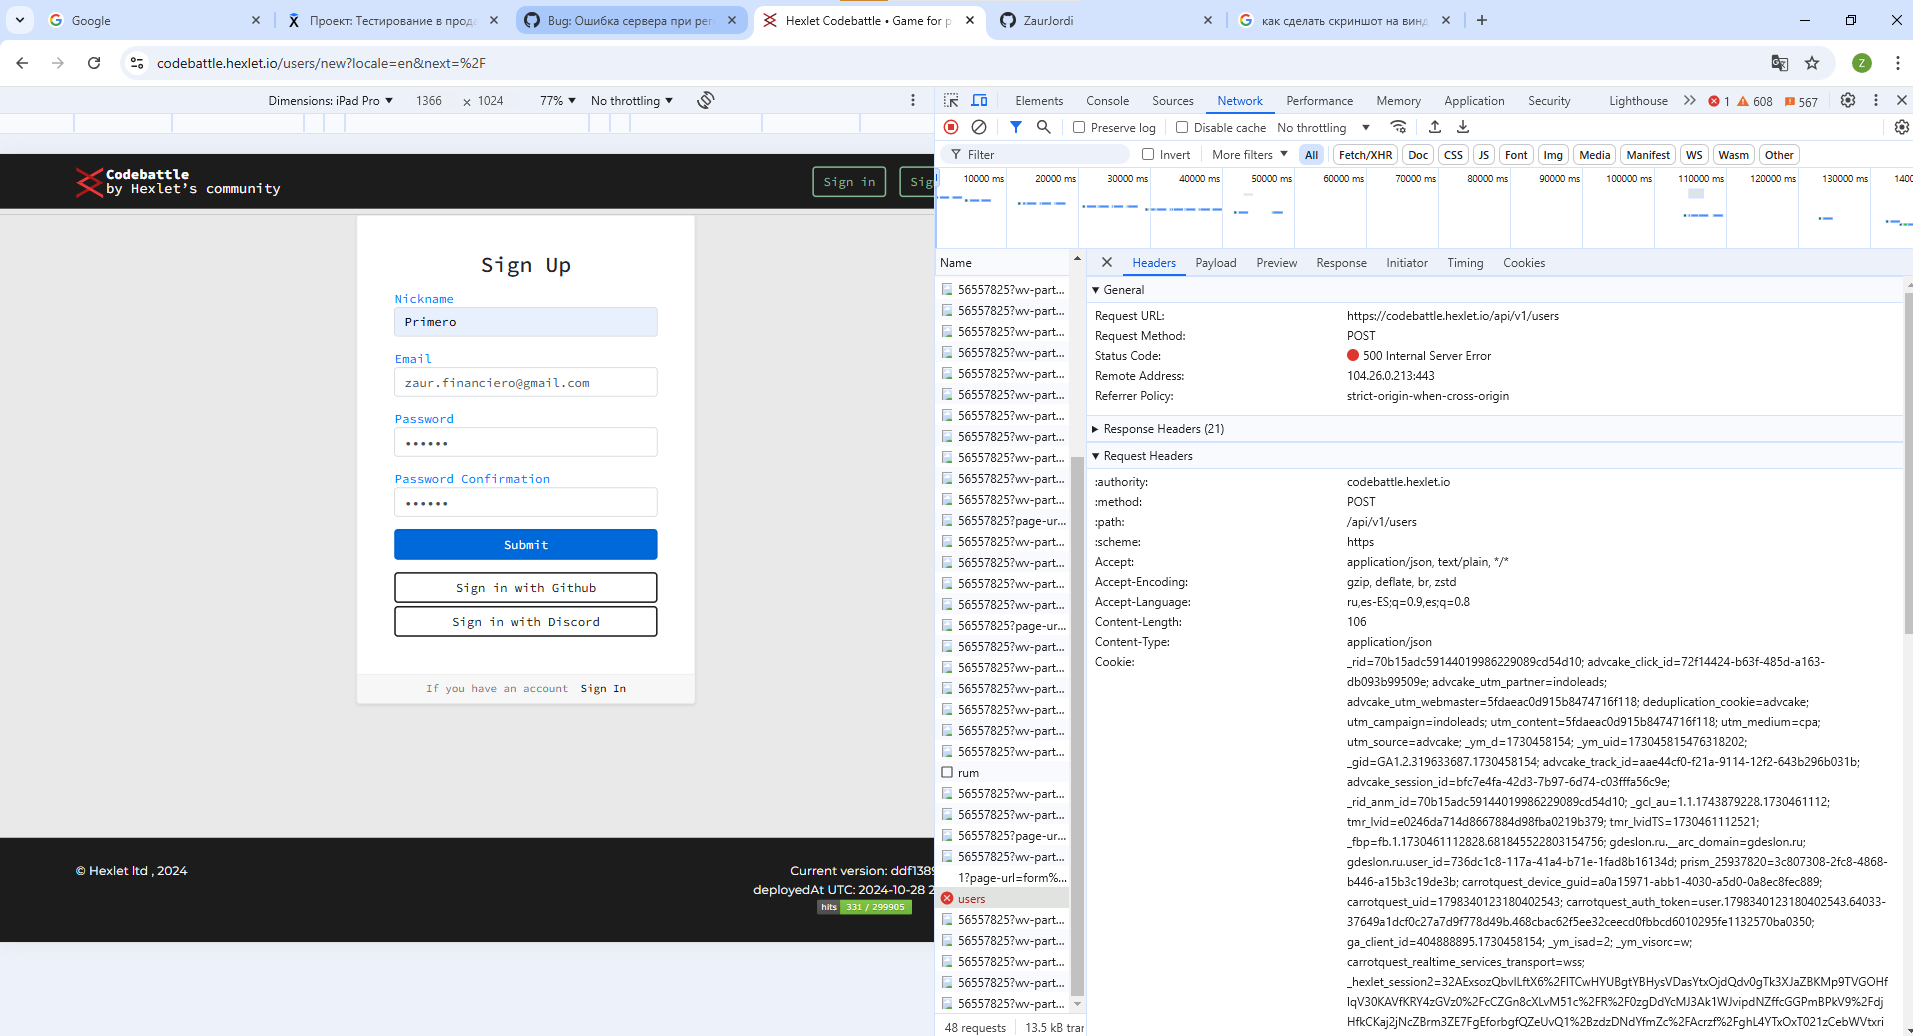 Google
Проект: Тестирование в прода
Bug: Ошибка сервера при рег
Hexlet Codebattle • Game for p
ZaurJordi
как сделать скриншот на винд
codebattle.hexlet.io/users/new?locale=en&next=%2F
Z
Dimensions: iPad Pro 1366 × 1024 77% No throttling
Elements Console Sources Network Performance Memory Application Security Lighthouse 1 608 567
Preserve log Disable cache No throttling
Filter Invert More filters All Fetch/XHR Doc CSS JS Font Img Media Manifest WS Wasm Other
10000 ms 20000 ms 30000 ms 40000 ms 50000 ms 60000 ms 70000 ms 80000 ms 90000 ms 100000 ms 110000 ms 120000 ms 130000 ms 1400
Codebattle
by Hexlet’s community
Sign in
Sig
Sign Up
Nickname
Primero
Email
zaur.financiero@gmail.com
Password
••••••
Password Confirmation
••••••
Submit
Sign in with Github
Sign in with Discord
If you have an account Sign In
© Hexlet ltd , 2024
Current version: ddf1389
deployedAt UTC: 2024-10-28 2
hits 331 / 299905
Name
56557825?wv-part...
56557825?wv-part...
56557825?wv-part...
56557825?wv-part...
56557825?wv-part...
56557825?wv-part...
56557825?wv-part...
56557825?wv-part...
56557825?wv-part...
56557825?wv-part...
56557825?wv-part...
56557825?page-ur...
56557825?wv-part...
56557825?wv-part...
56557825?wv-part...
56557825?wv-part...
56557825?page-ur...
56557825?wv-part...
56557825?wv-part...
56557825?wv-part...
56557825?wv-part...
56557825?wv-part...
56557825?wv-part...
rum
56557825?wv-part...
56557825?wv-part...
56557825?page-ur...
56557825?wv-part...
1?page-url=form%...
users
56557825?wv-part...
56557825?wv-part...
56557825?wv-part...
56557825?wv-part...
56557825?wv-part...
48 requests 13.5 kB tran
Headers Payload Preview Response Initiator Timing Cookies
General
Request URL: https://codebattle.hexlet.io/api/v1/users
Request Method: POST
Status Code: 500 Internal Server Error
Remote Address: 104.26.0.213:443
Referrer Policy: strict-origin-when-cross-origin
Response Headers (21)
Request Headers
:authority: codebattle.hexlet.io
:method: POST
:path: /api/v1/users
:scheme: https
Accept: application/json, text/plain, */*
Accept-Encoding: gzip, deflate, br, zstd
Accept-Language: ru,es-ES;q=0.9,es;q=0.8
Content-Length: 106
Content-Type: application/json
Cookie: _rid=70b15adc59144019986229089cd54d10; advcake_click_id=72f14424-b63f-485d-a163-
db093b99509e; advcake_utm_partner=indoleads;
advcake_utm_webmaster=5fdaeac0d915b8474716f118; deduplication_cookie=advcake;
utm_campaign=indoleads; utm_content=5fdaeac0d915b8474716f118; utm_medium=cpa;
utm_source=advcake; _ym_d=1730458154; _ym_uid=173045815476318202;
_gid=GA1.2.319633687.1730458154; advcake_track_id=aae44cf0-f21a-9114-12f2-643b296b031b;
advcake_session_id=bfc7e4fa-42d3-7b97-6d74-c03fffa56c9e;
_rid_anm_id=70b15adc59144019986229089cd54d10; _gcl_au=1.1.1743879228.1730461112;
tmr_lvid=e0246da714d8667884d98fba0219b379; tmr_lvidTS=1730461112521;
_fbp=fb.1.1730461112828.681845522803154756; gdeslon.ru.__arc_domain=gdeslon.ru;
gdeslon.ru.user_id=736dc1c8-117a-41a4-b71e-1fad8b16134d; prism_25937820=3c807308-2fc8-4868-
b446-a15b3c19de3b; carrotquest_device_guid=a0a15971-abb1-4030-a5d0-0a8ec8fec889;
carrotquest_uid=1798340123180402543; carrotquest_auth_token=user.1798340123180402543.64033-
37649a1dcf0c27a7d9f778d49b.468cbac62f5ee32ceecd0fbbcd6010295fe1132570ba0350;
ga_client_id=404888895.1730458154; _ym_isad=2; _ym_visorc=w;
carrotquest_realtime_services_transport=wss;